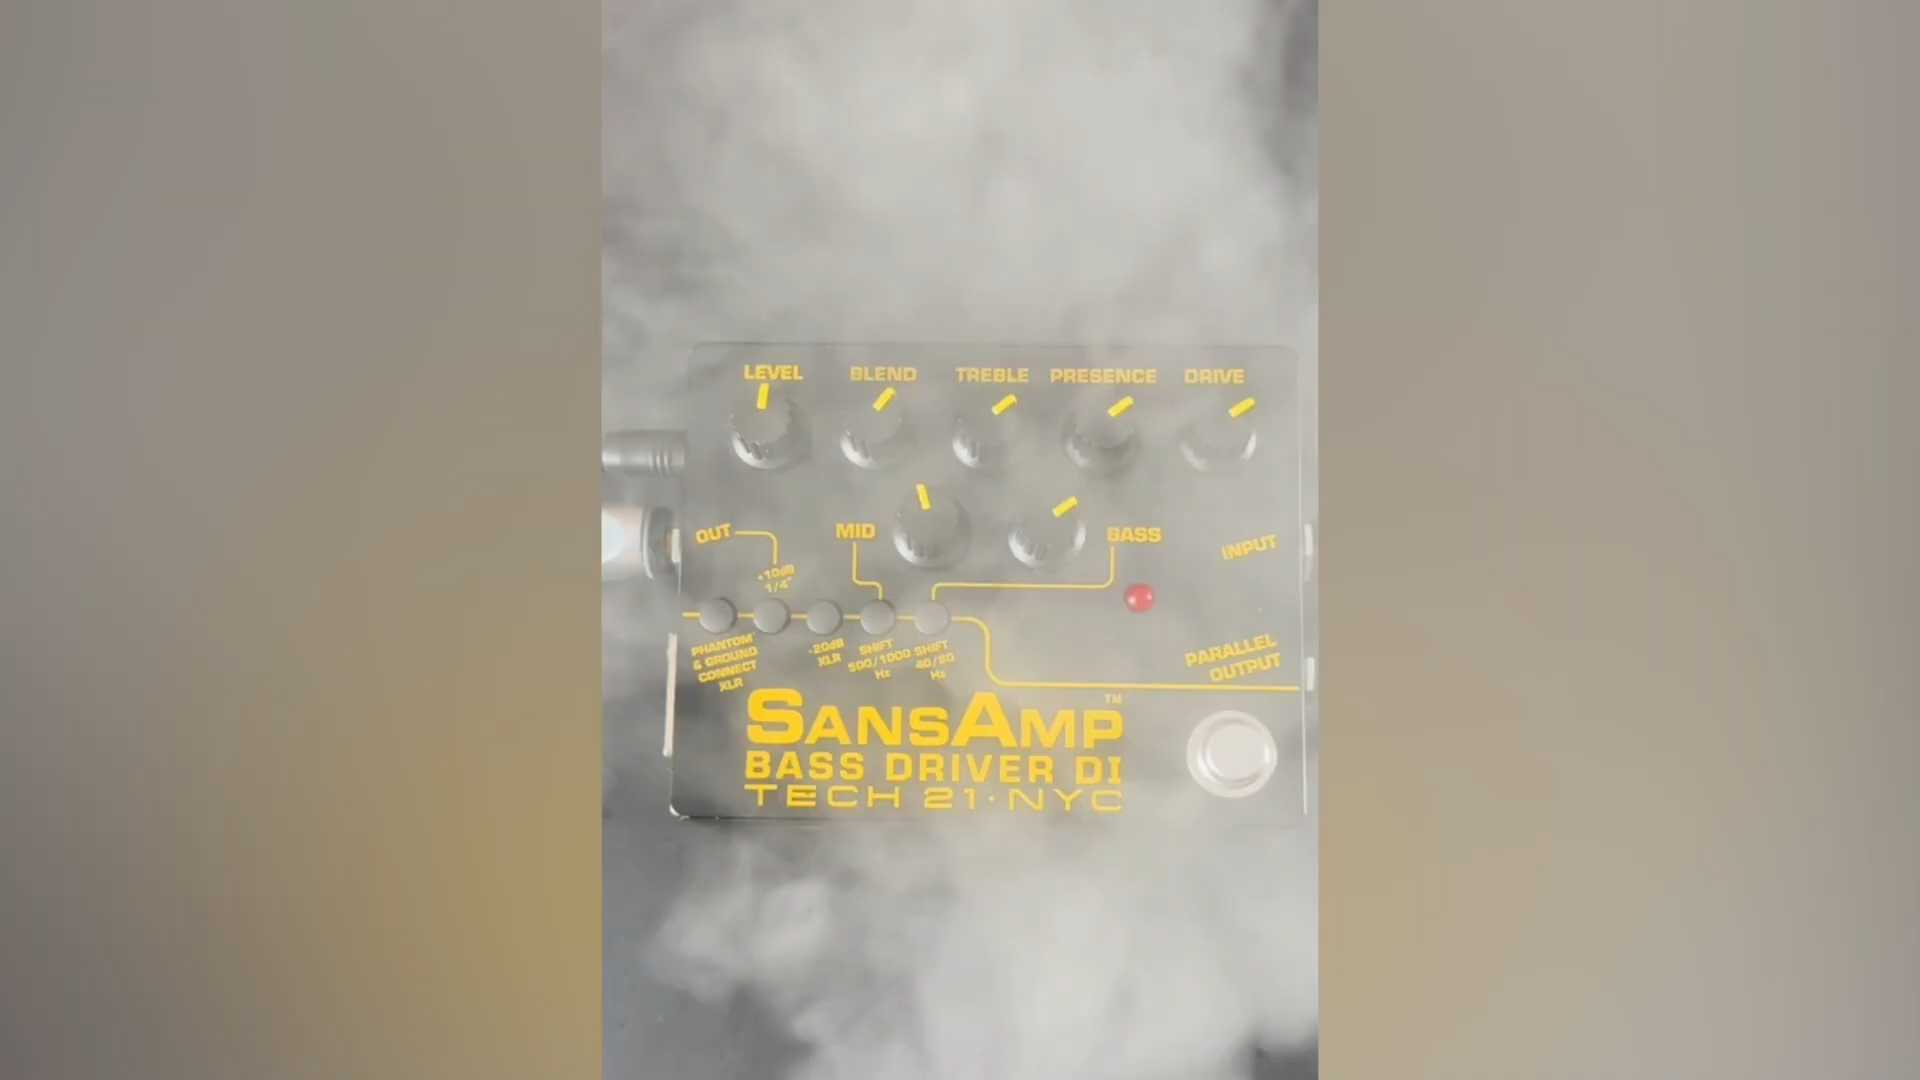 LEVEL BLEND TREBLE PRESENCE DRIVE
OUT
MID
BASS
INPUT
+10dB
1/4"
PHANTOM
& GROUND
CONNECT
XLR
-20dB
XLR
SHIFT
500/1000
Hz
SHIFT
40/80
Hz
PARALLEL
OUTPUT
SANSAMP™
BASS DRIVER DI
TECH 21·NYC